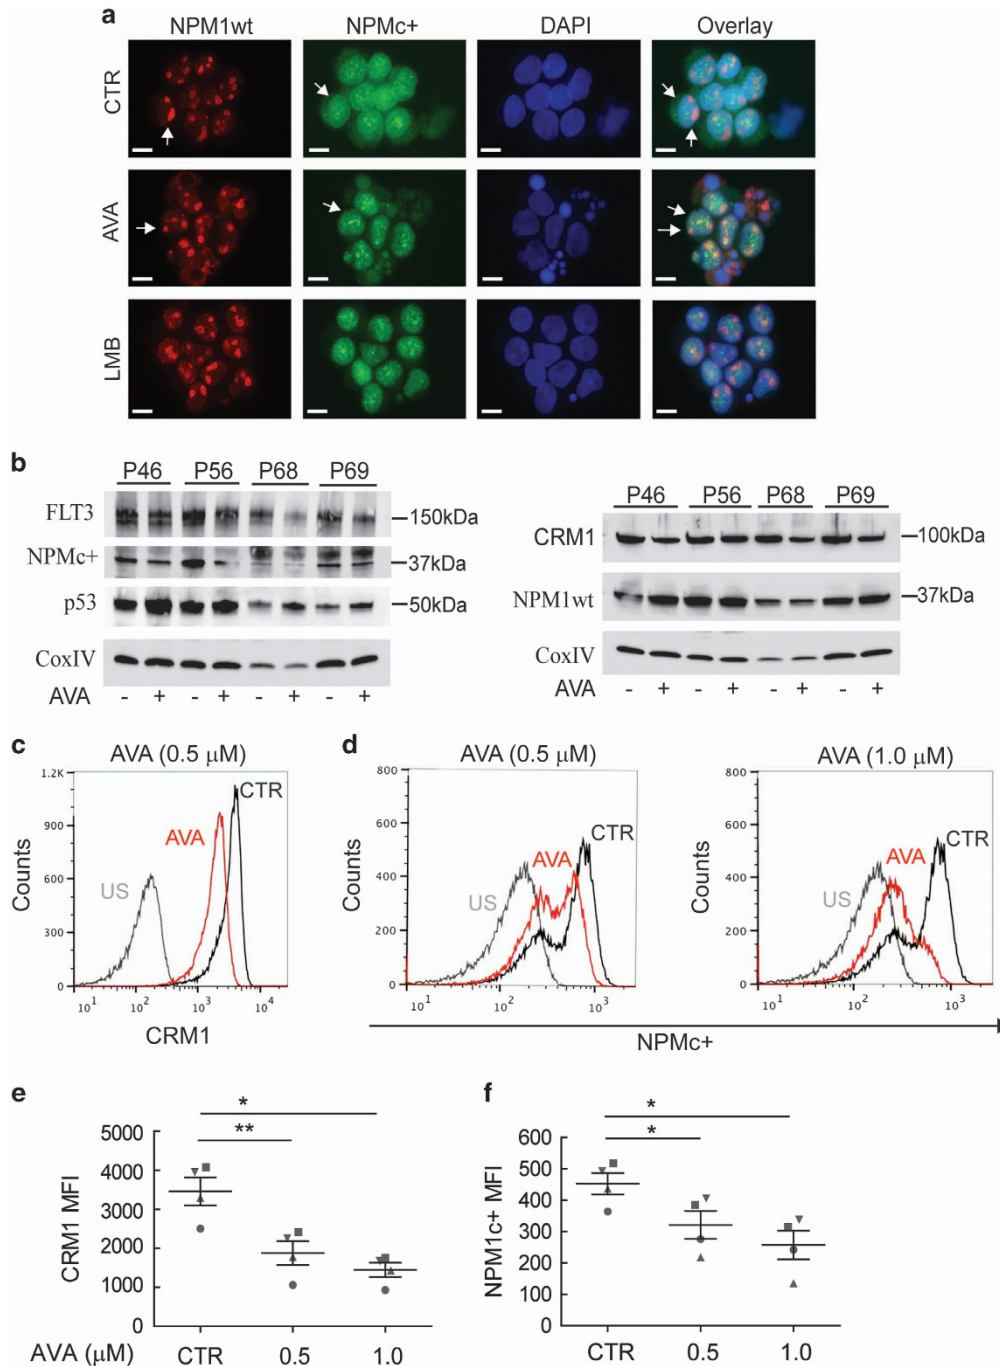 a
NPM1wt NPMc+ DAPI Overlay
CTR
AVA
LMB
b
P46 P56 P68 P69
FLT3 150kDa
NPMc+ 37kDa
p53 50kDa
CoxIV
AVA - + - + - + - +
P46 P56 P68 P69
CRM1 100kDa
NPM1wt 37kDa
CoxIV
AVA - + - + - + - +
c
AVA (0.5 μM)
1.2K
900
600
300
0
Counts
US AVA CTR
10¹ 10² 10³ 10⁴
CRM1
d
AVA (0.5 μM)
800
600
400
200
0
Counts
US AVA CTR
10¹ 10² 10³
AVA (1.0 μM)
800
600
400
200
0
Counts
US AVA CTR
10¹ 10² 10³
NPMc+
e
*
**
5000
4000
3000
2000
1000
0
CRM1 MFI
AVA (μM) CTR 0.5 1.0
f
*
*
600
500
400
300
200
100
0
NPM1c+ MFI
CTR 0.5 1.0